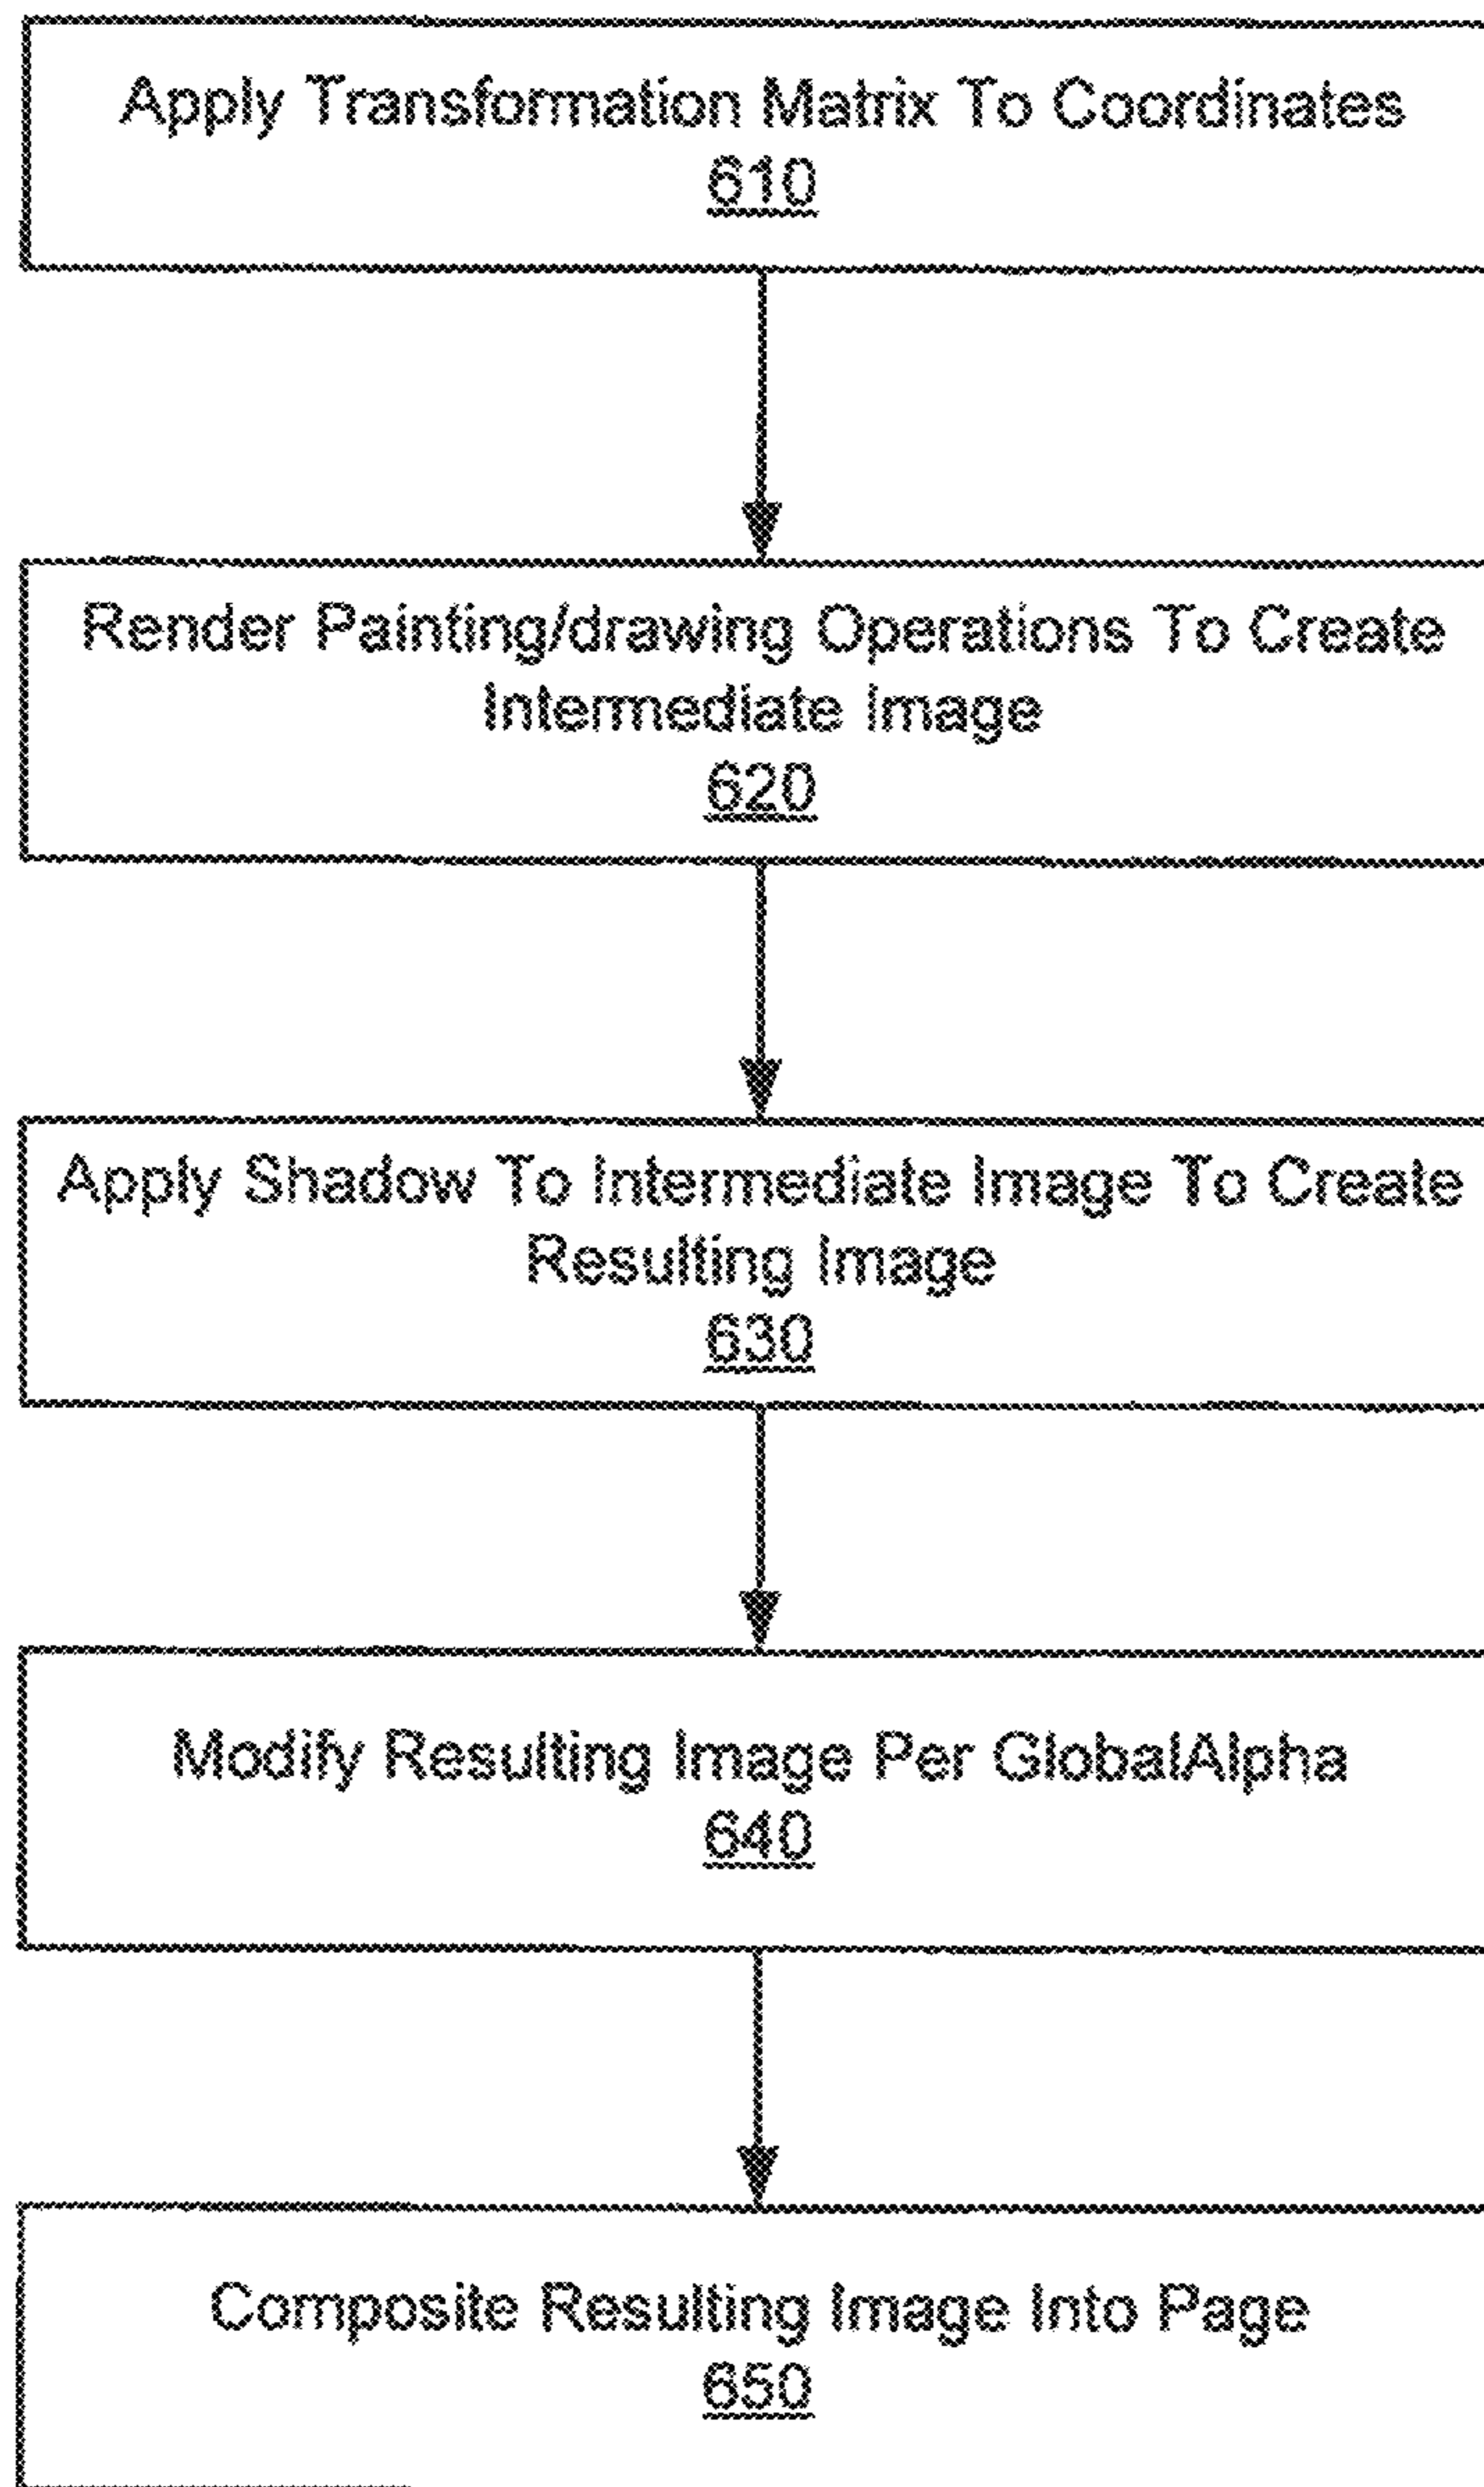 Apply Transformation Matrix To Coordinates
610
Render Painting/drawing Operations To Create
Intermediate Image
620
Apply Shadow To Intermediate Image To Create
Resulting Image
630
Modify Resulting Image Per GlobalAlpha
640
Composite Resulting Image Into Page
650